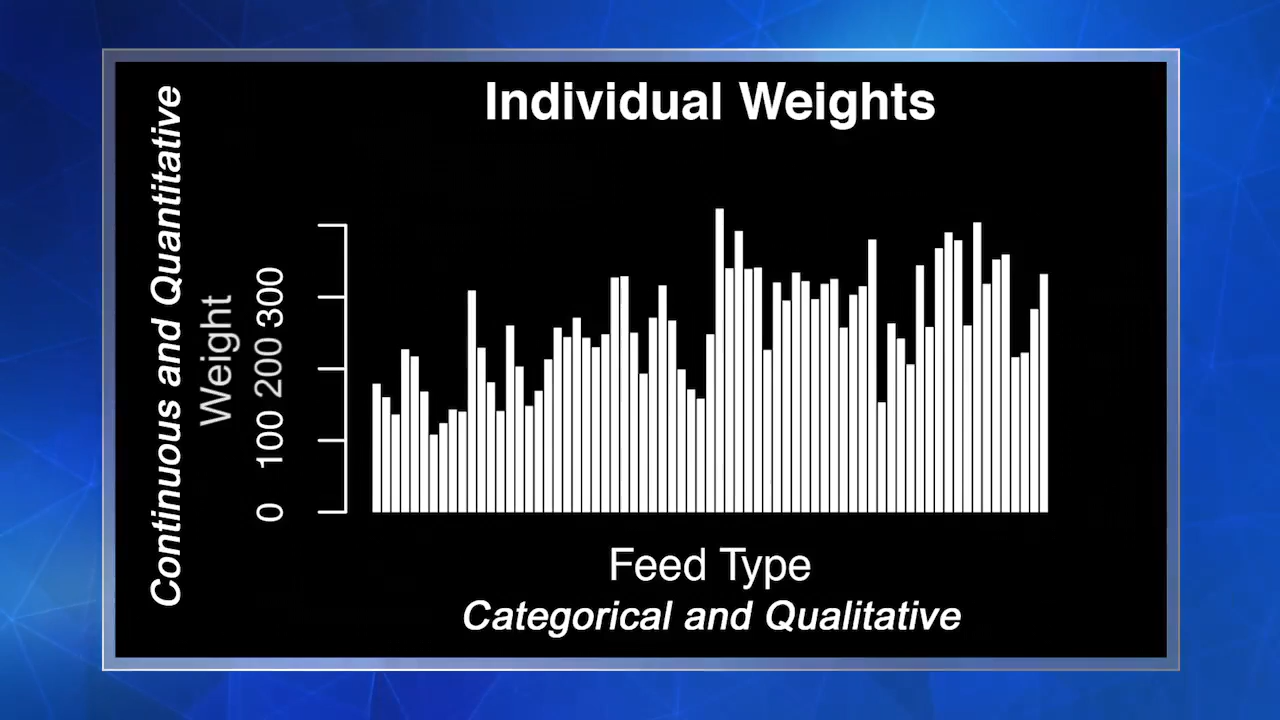 Individual Weights
Continuous and Quantitative
Weight
0 100 200 300
Feed Type
Categorical and Qualitative